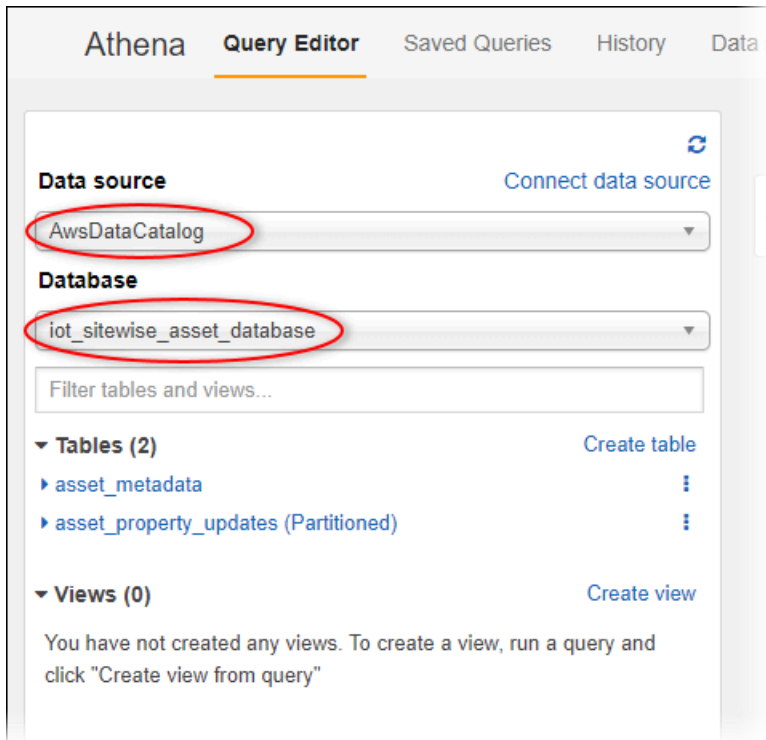 Athena Query Editor Saved Queries History Data
Data source Connect data source
AwsDataCatalog
Database
iot_sitewise_asset_database
Filter tables and views...
Tables (2) Create table
asset_metadata
asset_property_updates (Partitioned)
Views (0) Create view
You have not created any views. To create a view, run a query and
click "Create view from query"